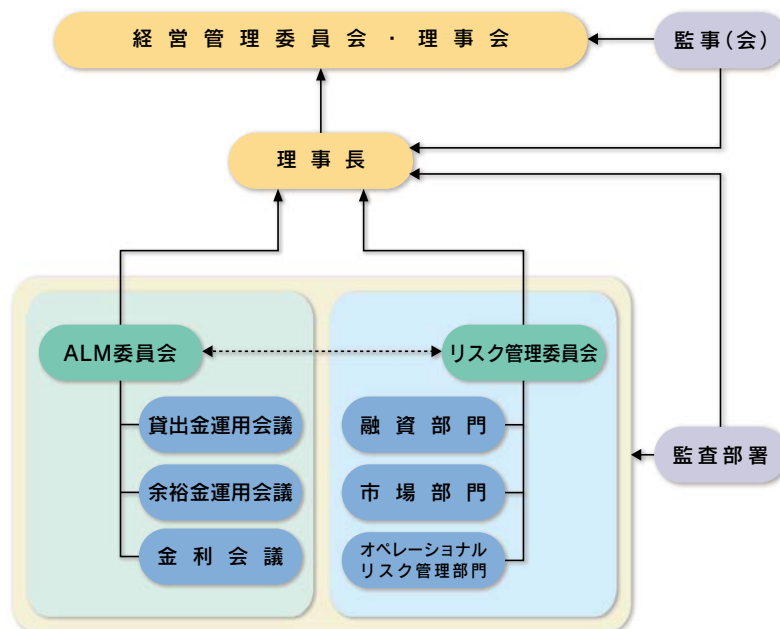 経営管理委員会・理事会
監事(会)
理事長
ALM委員会
リスク管理委員会
貸出金運用会議
融資部門
監査部署
余裕金運用会議
市場部門
金利会議
オペレーショナル
リスク管理部門